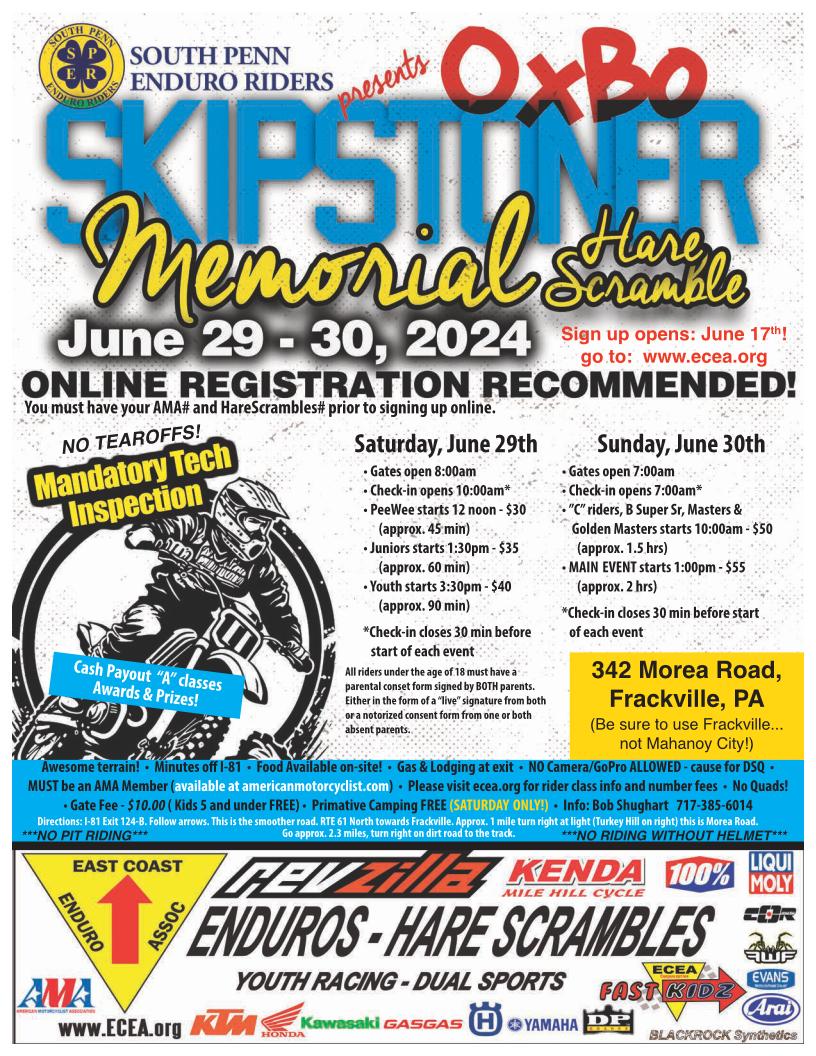 SOUTH PENN
ENDURO RIDERS
S P
E R
SOUTH PENN
ENDURO RIDERS
presents
OxBo
SKIPSTONER
Memorial
Hare
Scramble
June 29 - 30, 2024
Sign up opens: June 17th!
go to: www.ecea.org
ONLINE REGISTRATION RECOMMENDED!
You must have your AMA# and HareScrambles# prior to signing up online.
NO TEAROFFS!
Mandatory Tech
Inspection
Cash Payout "A" classes
Awards & Prizes!
Saturday, June 29th
• Gates open 8:00am
• Check-in opens 10:00am*
• PeeWee starts 12 noon - $30
(approx. 45 min)
• Juniors starts 1:30pm - $35
(approx. 60 min)
• Youth starts 3:30pm - $40
(approx. 90 min)
*Check-in closes 30 min before
start of each event
All riders under the age of 18 must have a
parental conset form signed by BOTH parents.
Either in the form of a "live" signature from both
or a notorized consent form from one or both
absent parents.
Sunday, June 30th
• Gates open 7:00am
• Check-in opens 7:00am*
• "C" riders, B Super Sr, Masters &
Golden Masters starts 10:00am - $50
(approx. 1.5 hrs)
• MAIN EVENT starts 1:00pm - $55
(approx. 2 hrs)
*Check-in closes 30 min before start
of each event
342 Morea Road,
Frackville, PA
(Be sure to use Frackville...
not Mahanoy City!)
Awesome terrain! • Minutes off I-81 • Food Available on-site! • Gas & Lodging at exit • NO Camera/GoPro ALLOWED - cause for DSQ •
MUST be an AMA Member (available at americanmotorcyclist.com) • Please visit ecea.org for rider class info and number fees • No Quads!
• Gate Fee - $10.00 ( Kids 5 and under FREE) • Primative Camping FREE (SATURDAY ONLY!) • Info: Bob Shughart 717-385-6014
Directions: I-81 Exit 124-B. Follow arrows. This is the smoother road. RTE 61 North towards Frackville. Approx. 1 mile turn right at light (Turkey Hill on right) this is Morea Road.
Go approx. 2.3 miles, turn right on dirt road to the track.
***NO PIT RIDING***
***NO RIDING WITHOUT HELMET***
EAST COAST
ENDURO
ASSOC
revzilla
KENDA
MILE HILL CYCLE
100%
LIQUI
MOLY
ENDUROS - HARE SCRAMBLES
YOUTH RACING - DUAL SPORTS
ECEA
FAST KIDZ
EVANS
Arai
AMA
AMERICAN MOTORCYCLIST ASSOCIATION
www.ECEA.org
KTM
HONDA
Kawasaki
GASGAS
YAMAHA
DP
BLACKROCK Synthetics